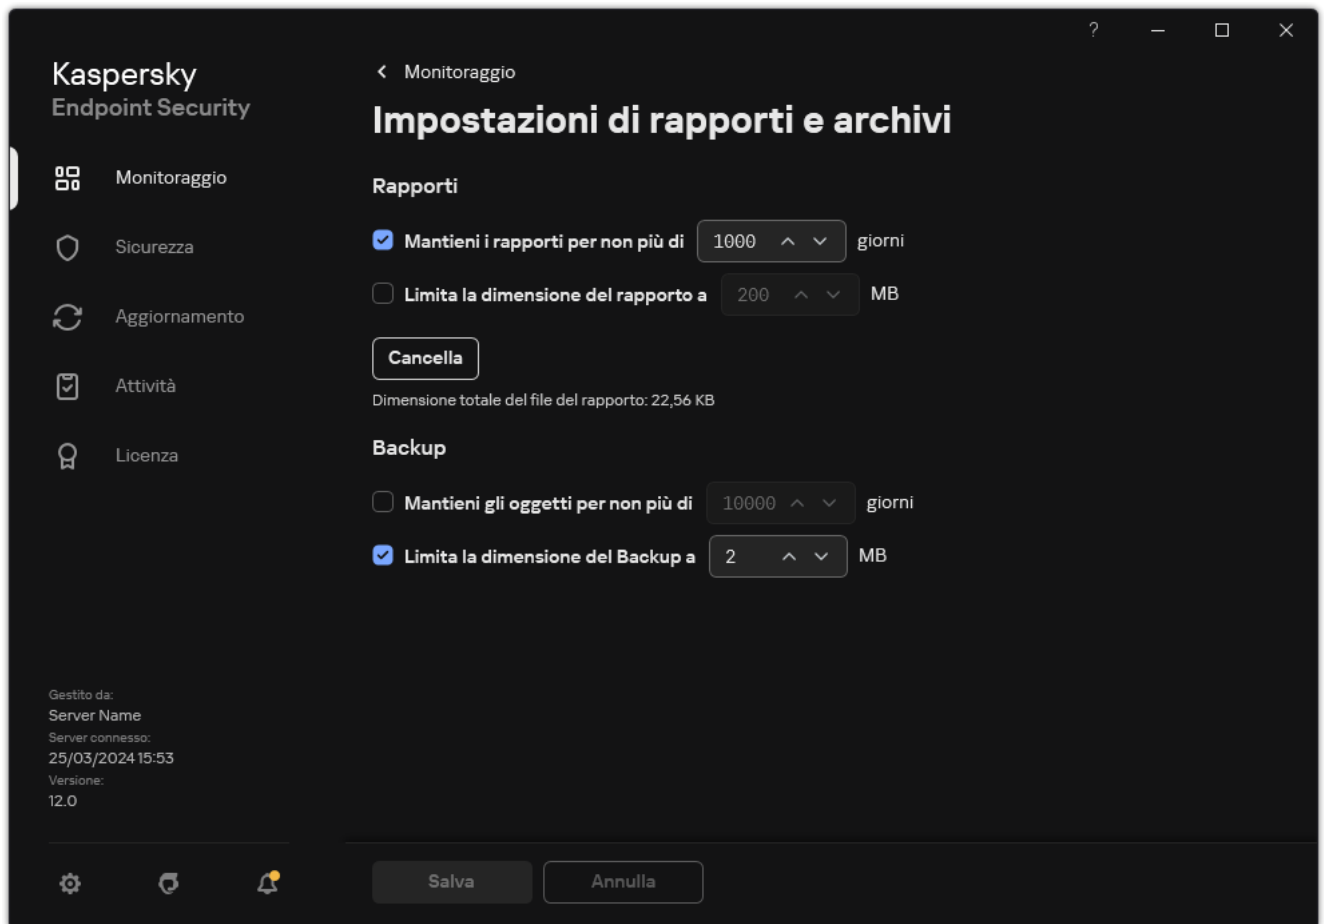 ?
Kaspersky
Endpoint Security
Monitoraggio
Sicurezza
Aggiornamento
Attività
Licenza
Gestito da:
Server Name
Server connesso:
25/03/2024 15:53
Versione:
12.0
Monitoraggio
Impostazioni di rapporti e archivi
Rapporti
Mantieni i rapporti per non più di 1000 giorni
Limita la dimensione del rapporto a 200 MB
Cancella
Dimensione totale del file del rapporto: 22,56 KB
Backup
Mantieni gli oggetti per non più di 10000 giorni
Limita la dimensione del Backup a 2 MB
Salva Annulla